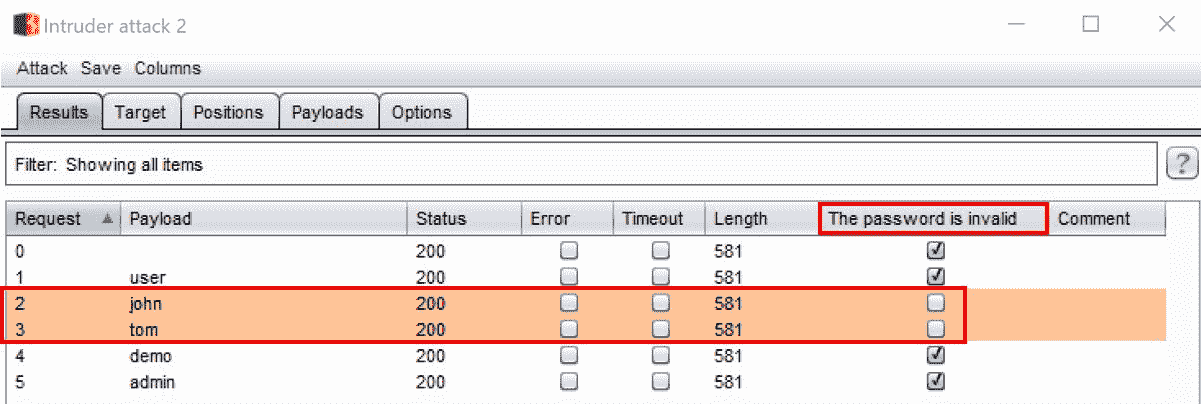 Intruder attack 2
Attack Save Columns
Results Target Positions Payloads Options
Filter: Showing all items ?
Request Payload Status Error Timeout Length The password is invalid Comment
0 200 581
1 user 200 581
2 john 200 581
3 tom 200 581
4 demo 200 581
5 admin 200 581